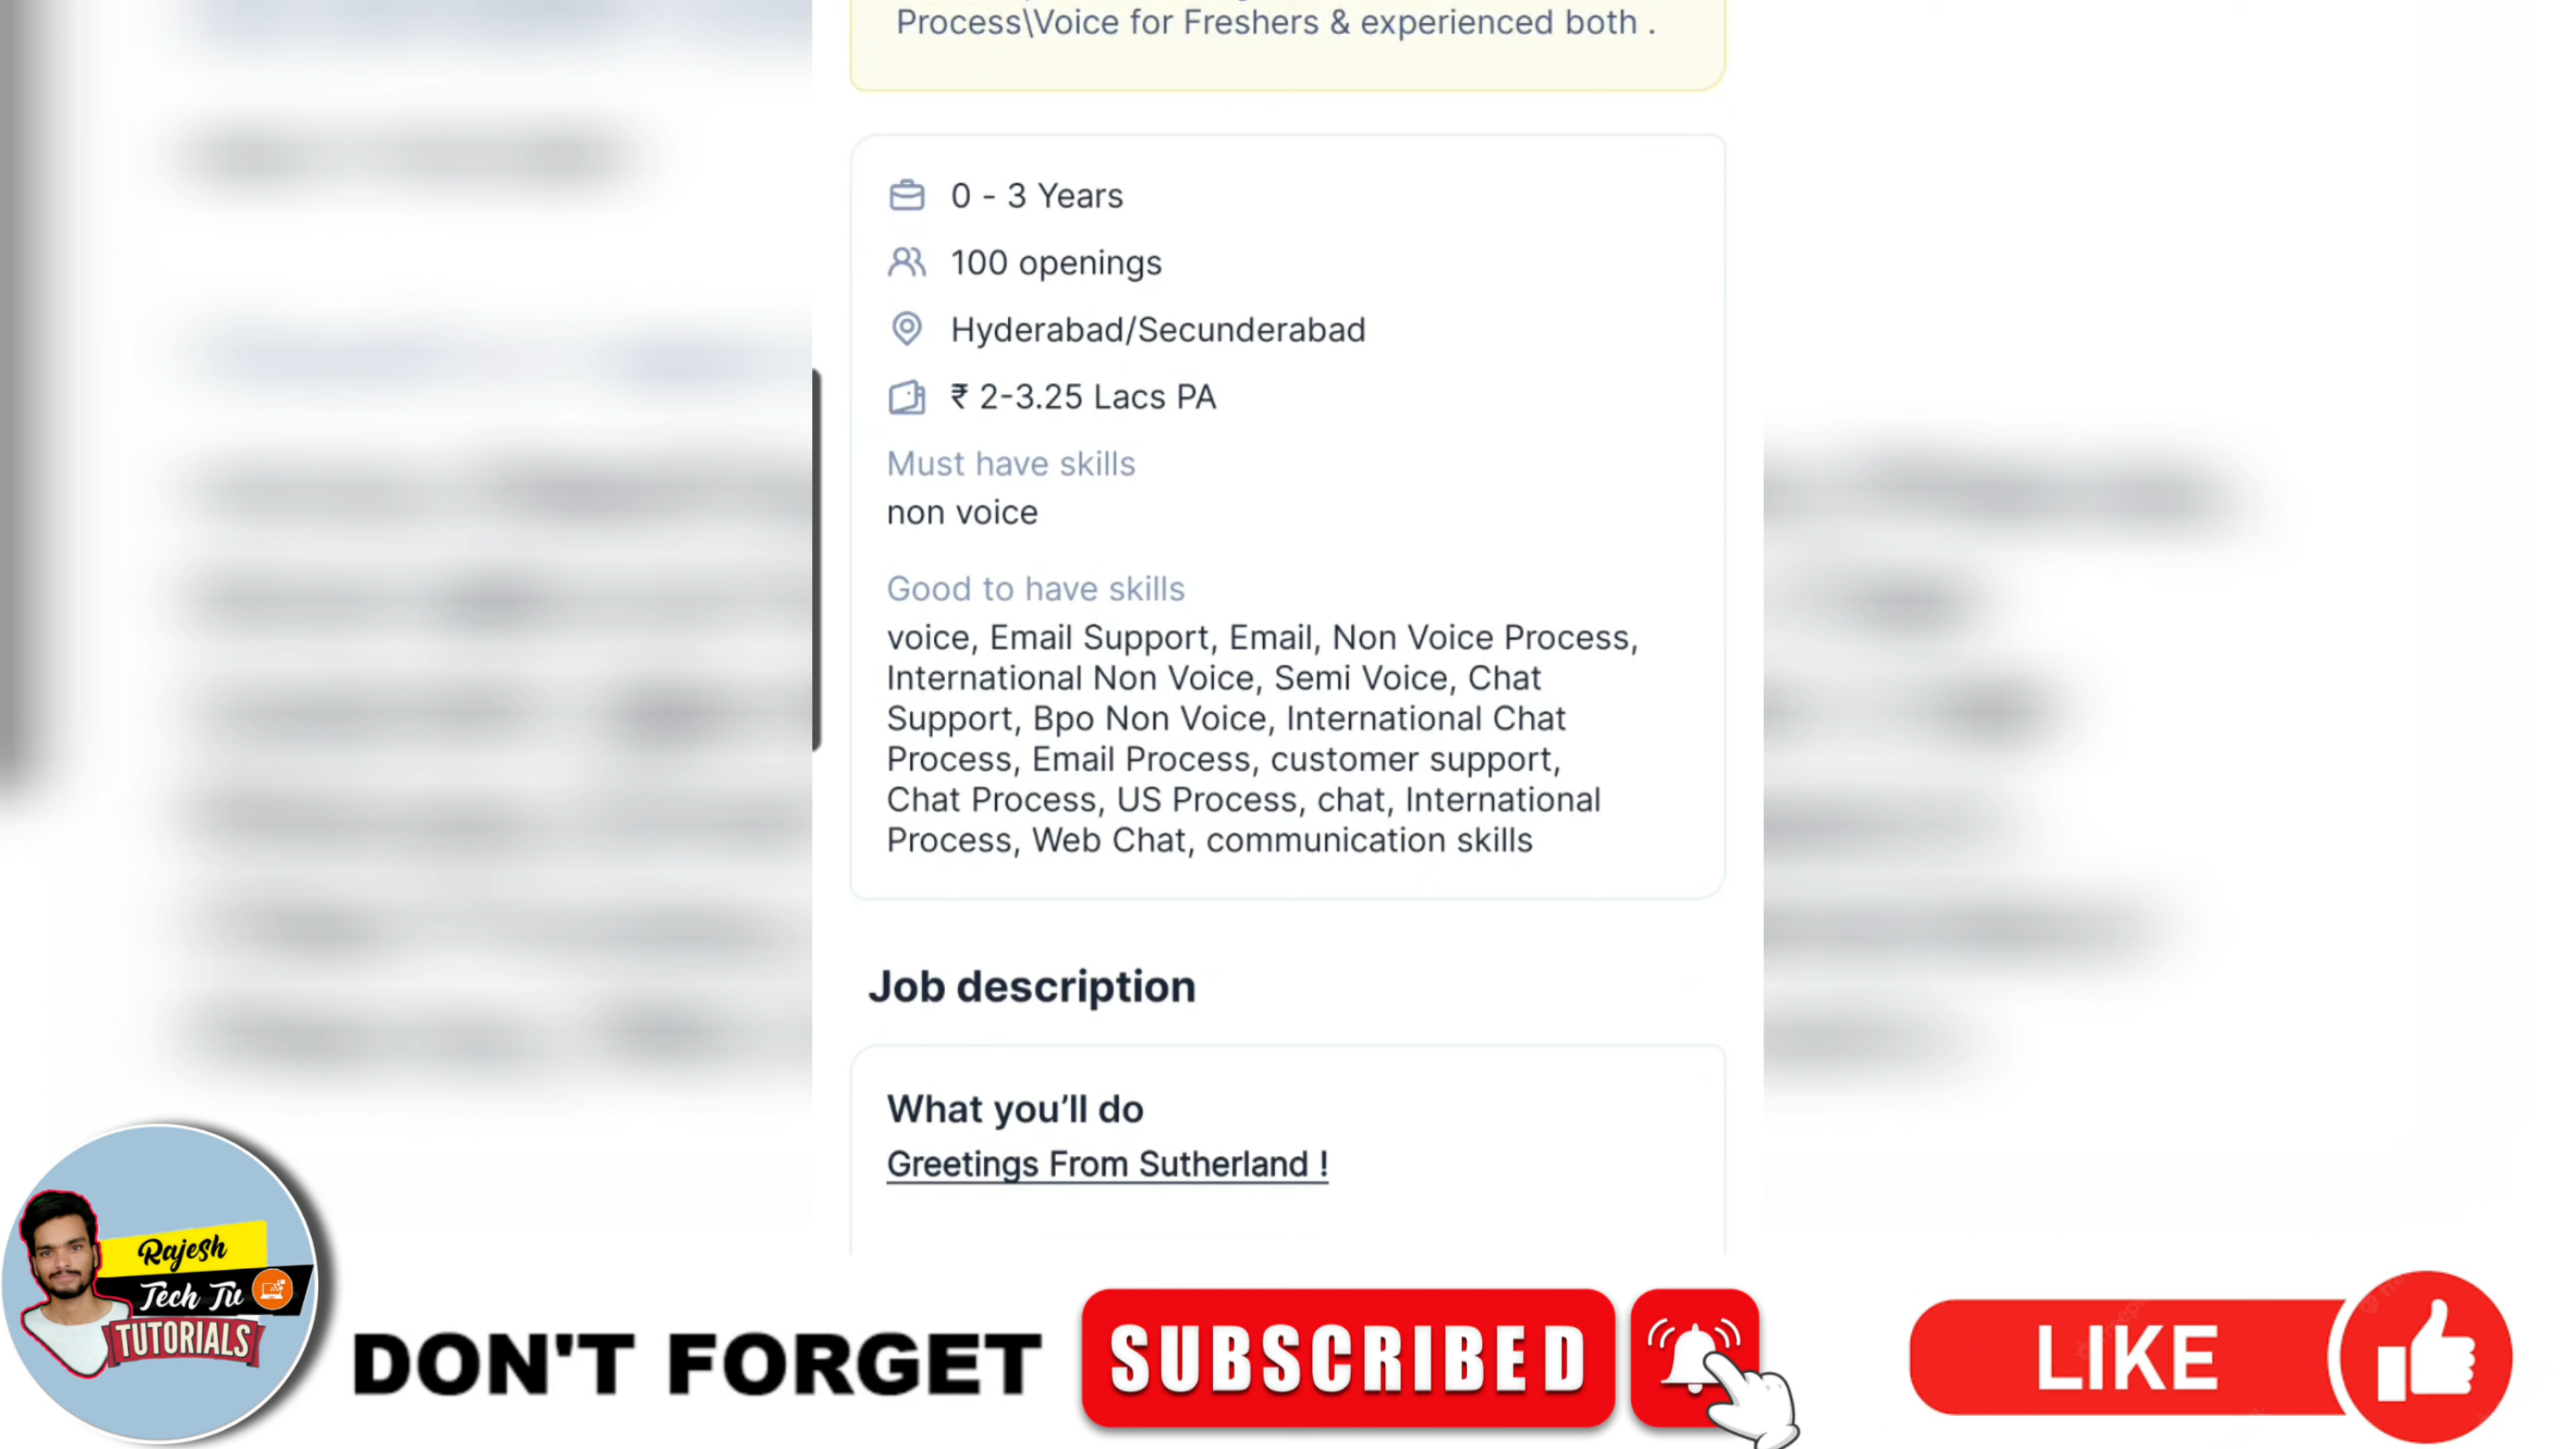 Process\Voice for Freshers & experienced both .
0 - 3 Years
100 openings
Hyderabad/Secunderabad
₹ 2-3.25 Lacs PA
Must have skills
non voice
Good to have skills
voice, Email Support, Email, Non Voice Process,
International Non Voice, Semi Voice, Chat
Support, Bpo Non Voice, International Chat
Process, Email Process, customer support,
Chat Process, US Process, chat, International
Process, Web Chat, communication skills
Job description
What you’ll do
Greetings From Sutherland !
Rajesh
Tech Tu
TUTORIALS
DON'T FORGET
SUBSCRIBED
LIKE